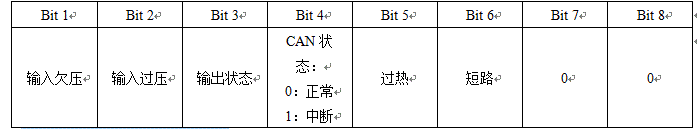 Bit 1 Bit 2 Bit 3 Bit 4 Bit 5 Bit 6 Bit 7 Bit 8
输入欠压 输入过压 输出状态 CAN 状
态：
0：正常
1：中断 过热 短路 0 0